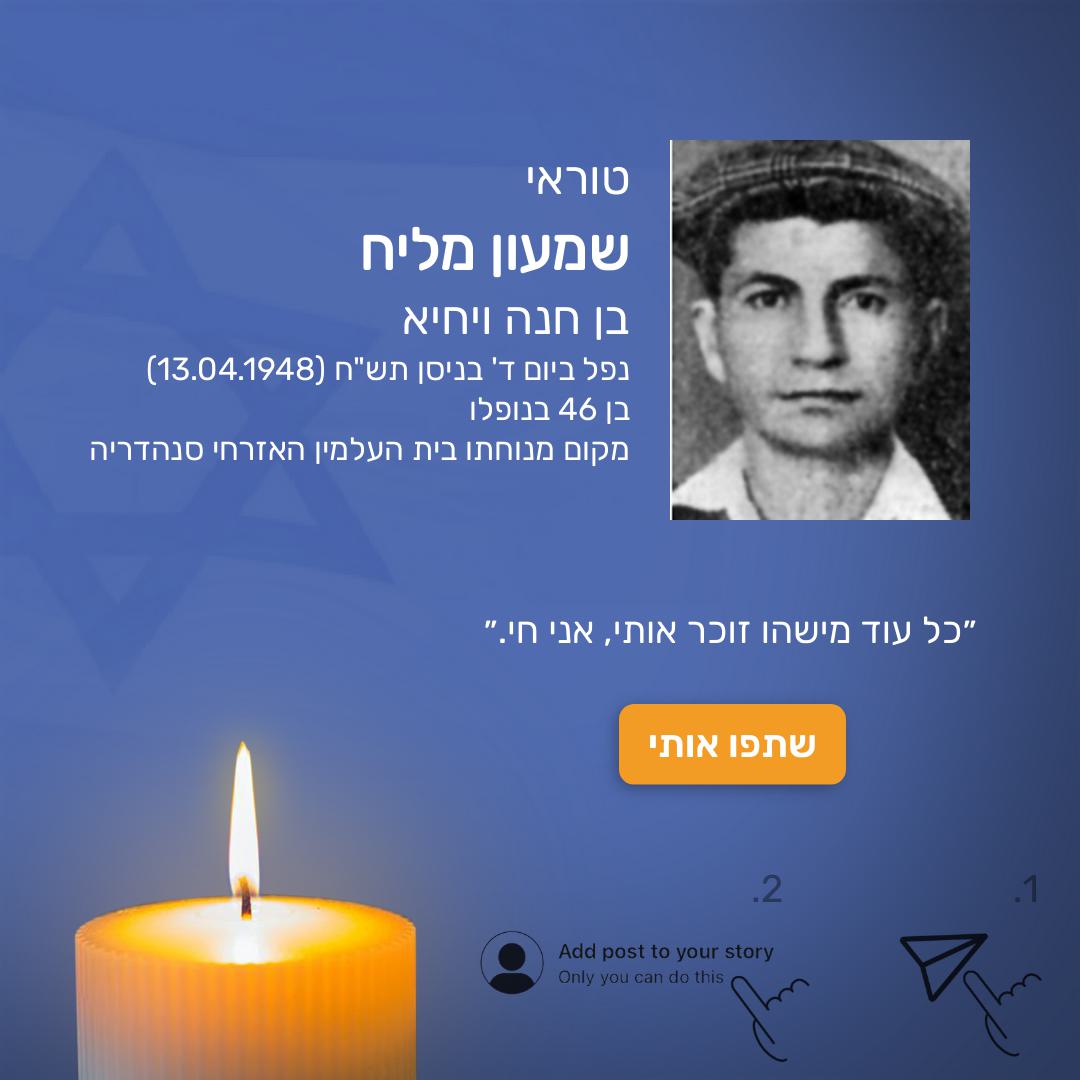 טוראי
שמעון מליח
בן חנה ויחיא
נפל ביום ד' בניסן תש"ח (13.04.1948)
בן 46 בנופלו
מקום מנוחתו בית העלמין האזרחי סנהדריה
״כל עוד מישהו זוכר אותי, אני חי.״
שתפו אותי
.1
.2
Add post to your story
Only you can do this